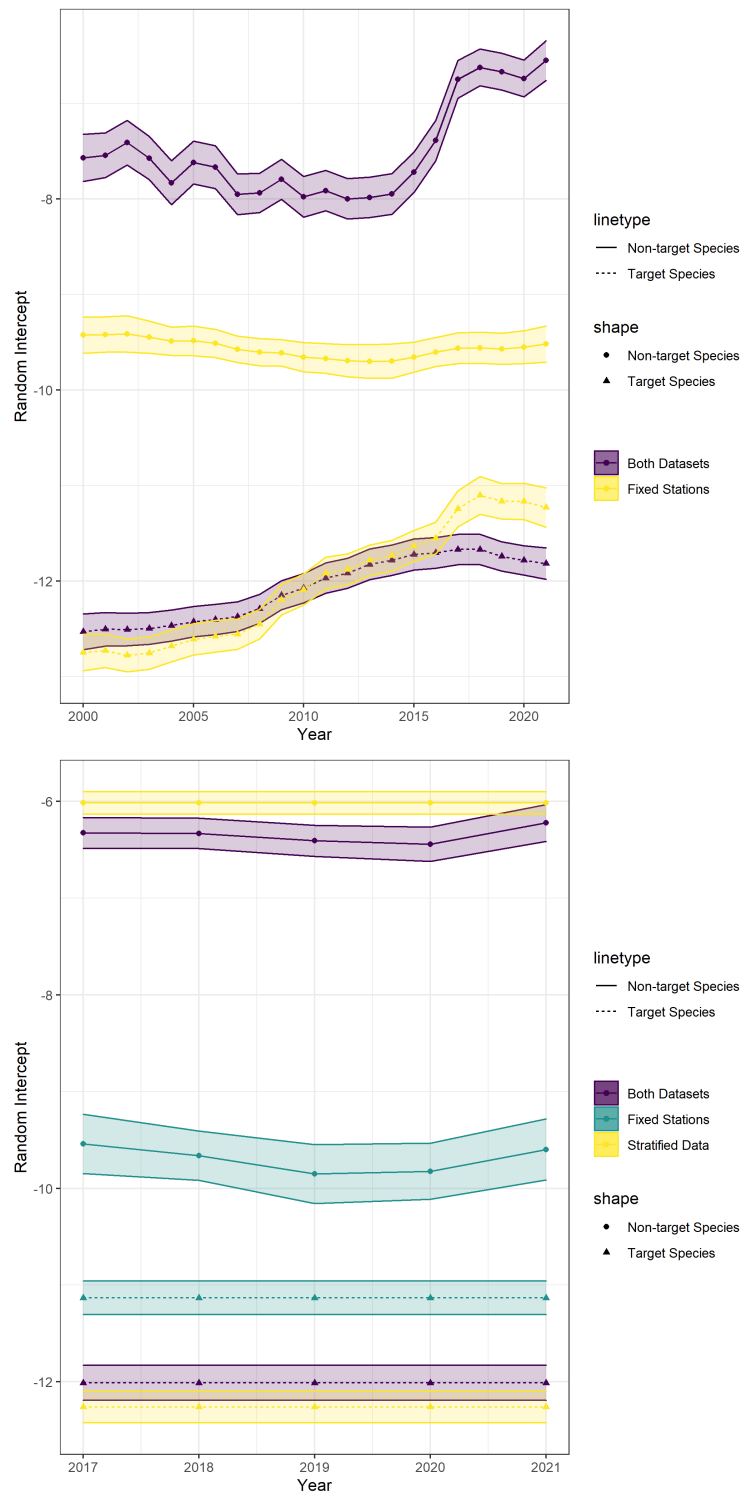 Random Intercept
-8
-10
-12
2000
2005
2010
2015
2020
Year
linetype
Non-target Species
Target Species
shape
Non-target Species
Target Species
Both Datasets
Fixed Stations
Random Intercept
-6
-8
-10
-12
2017
2018
2019
2020
2021
Year
linetype
Non-target Species
Target Species
Both Datasets
Fixed Stations
Stratified Data
shape
Non-target Species
Target Species